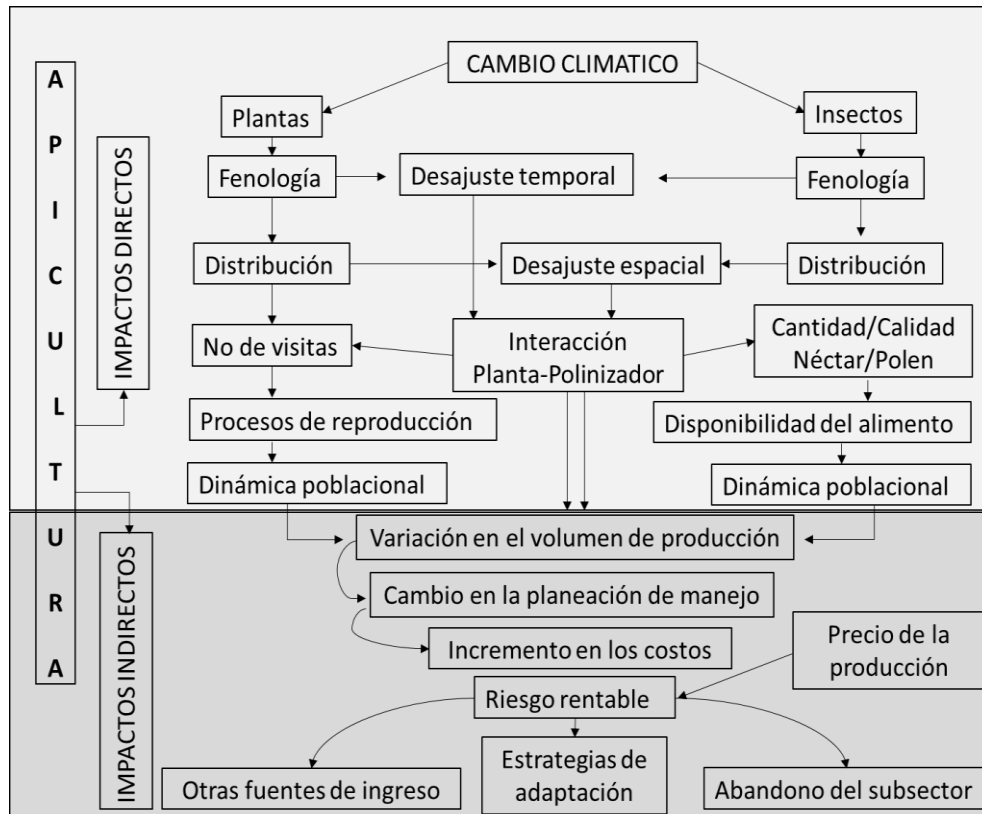 APICULTURA
IMPACTOS DIRECTOS
IMPACTOS INDIRECTOS
CAMBIO CLIMATICO
Plantas
Insectos
Fenología
Desajuste temporal
Fenología
Distribución
Desajuste espacial
Distribución
No de visitas
Interacción
Planta-Polinizador
Cantidad/Calidad
Néctar/Polen
Procesos de reproducción
Disponibilidad del alimento
Dinámica poblacional
Dinámica poblacional
Variación en el volumen de producción
Cambio en la planeación de manejo
Incremento en los costos
Precio de la
producción
Riesgo rentable
Otras fuentes de ingreso
Estrategias de
adaptación
Abandono del subsector